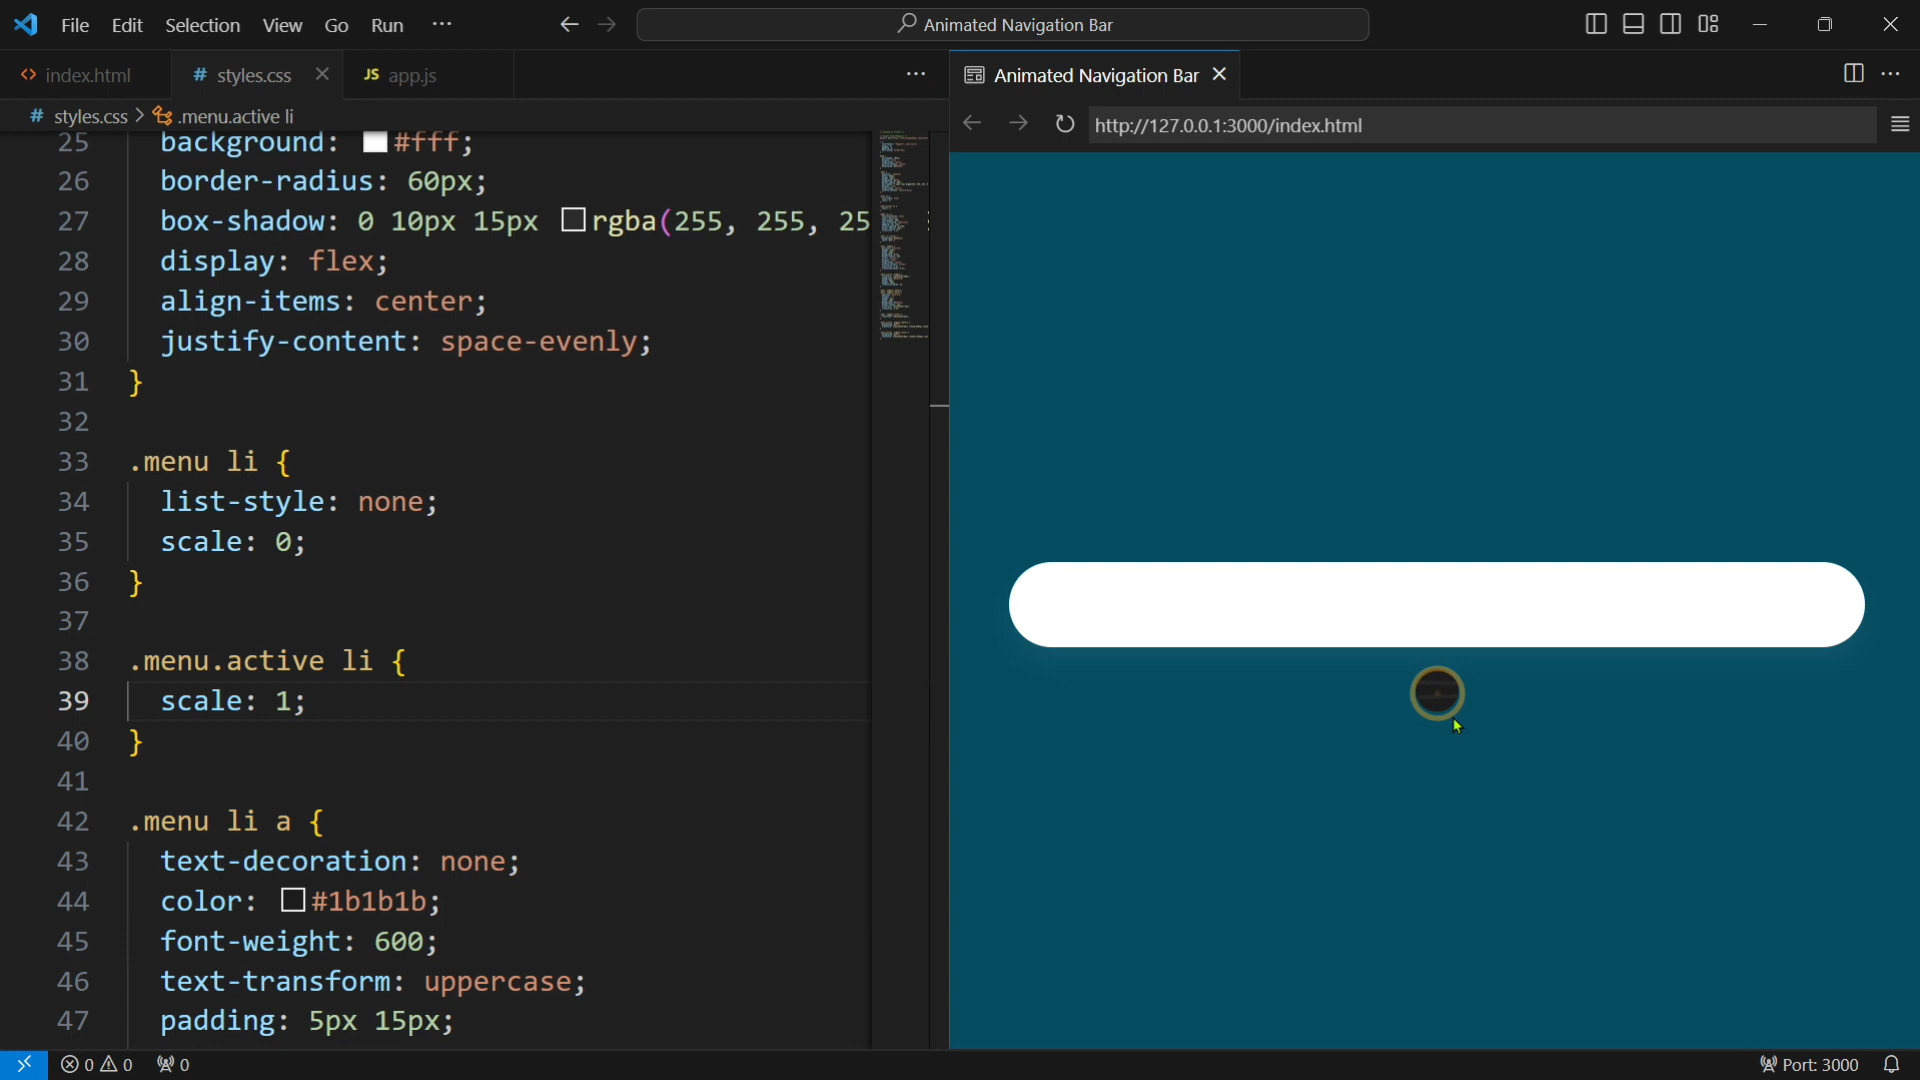 File Edit Selection View Go Run ···
Animated Navigation Bar
index.html
styles.css
JS app.js
Animated Navigation Bar
# styles.css > .menu.active li
http://127.0.0.1:3000/index.html
25 background: #fff;
26 border-radius: 60px;
27 box-shadow: 0 10px 15px rgba(255, 255, 25
28 display: flex;
29 align-items: center;
30 justify-content: space-evenly;
31 }
32
33 .menu li {
34 list-style: none;
35 scale: 0;
36 }
37
38 .menu.active li {
39 scale: 1;
40 }
41
42 .menu li a {
43 text-decoration: none;
44 color: #1b1b1b;
45 font-weight: 600;
46 text-transform: uppercase;
47 padding: 5px 15px;
0 0 0
Port: 3000